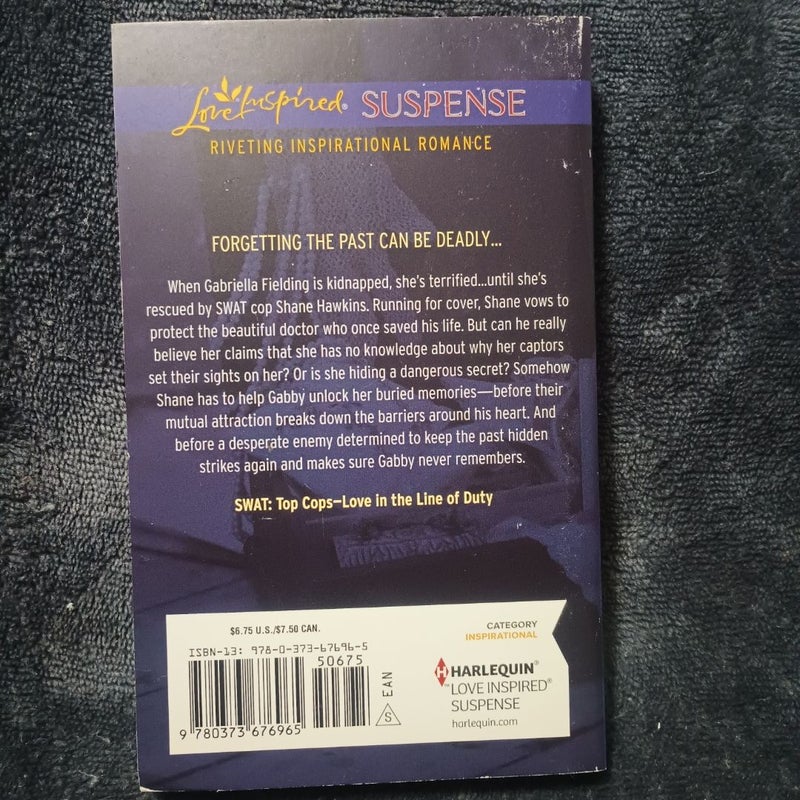 Love Inspired® SUSPENSE
RIVETING INSPIRATIONAL ROMANCE
FORGETTING THE PAST CAN BE DEADLY...
When Gabriella Fielding is kidnapped, she's terrified...until she's
rescued by SWAT cop Shane Hawkins. Running for cover, Shane vows to
protect the beautiful doctor who once saved his life. But can he really
believe her claims that she has no knowledge about why her captors
set their sights on her? Or is she hiding a dangerous secret? Somehow
Shane has to help Gabby unlock her buried memories—before their
mutual attraction breaks down the barriers around his heart. And
before a desperate enemy determined to keep the past hidden
strikes again and makes sure Gabby never remembers.
SWAT: Top Cops—Love in the Line of Duty
$6.75 U.S./$7.50 CAN.
ISBN-13: 978-0-373-67696-5
50675
9 780373 676965
EAN
S
CATEGORY
INSPIRATIONAL
H HARLEQUIN®
™LOVE INSPIRED®
SUSPENSE
harlequin.com